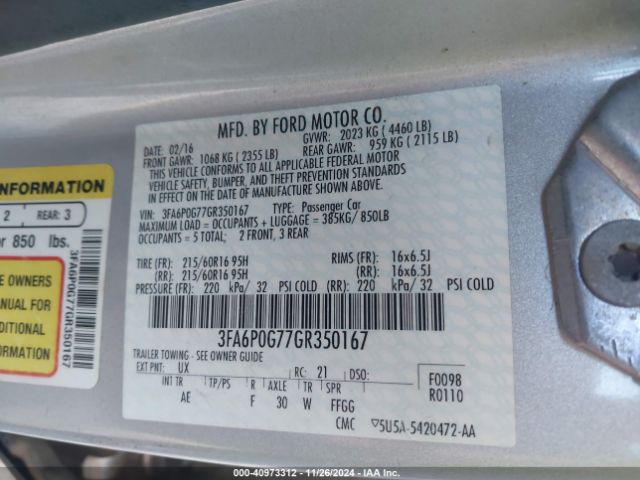 MFD. BY FORD MOTOR CO.
DATE: 02/16 GVWR: 2023 KG ( 4460 LB)
FRONT GAWR: 1068 KG ( 2355 LB) REAR GAWR: 959 KG ( 2115 LB)
THIS VEHICLE CONFORMS TO ALL APPLICABLE FEDERAL MOTOR
VEHICLE SAFETY, BUMPER, AND THEFT PREVENTION STANDARDS
IN EFFECT ON THE DATE OF MANUFACTURE SHOWN ABOVE.
VIN: 3FA6P0G77GR350167 TYPE: Passenger Car
MAXIMUM LOAD = OCCUPANTS + LUGGAGE = 385KG/ 850LB
OCCUPANTS = 5 TOTAL; 2 FRONT, 3 REAR
TIRE (FR): 215/60R16 95H RIMS (FR): 16x6.5J
(RR): 215/60R16 95H (RR): 16x6.5J
PRESSURE (FR): 220 kPa/ 32 PSI COLD (RR): 220 kPa/ 32 PSI COLD
3FA6P0G77GR350167
TRAILER TOWING - SEE OWNER GUIDE
EXT PNT: UX RC: 21 DSO:
F0098
R0110
INT TR TP/PS R AXLE TR SPR
AE F 30 W FFGG
CMC 5U5A-5420472-AA
INFORMATION
2 REAR: 3
or 850 lbs.
OWNERS
MANUAL FOR
ADDITIONAL
INFORMATION
3FA6P0G77GR350167
000-40973312 - 11/26/2024 - IAA Inc.